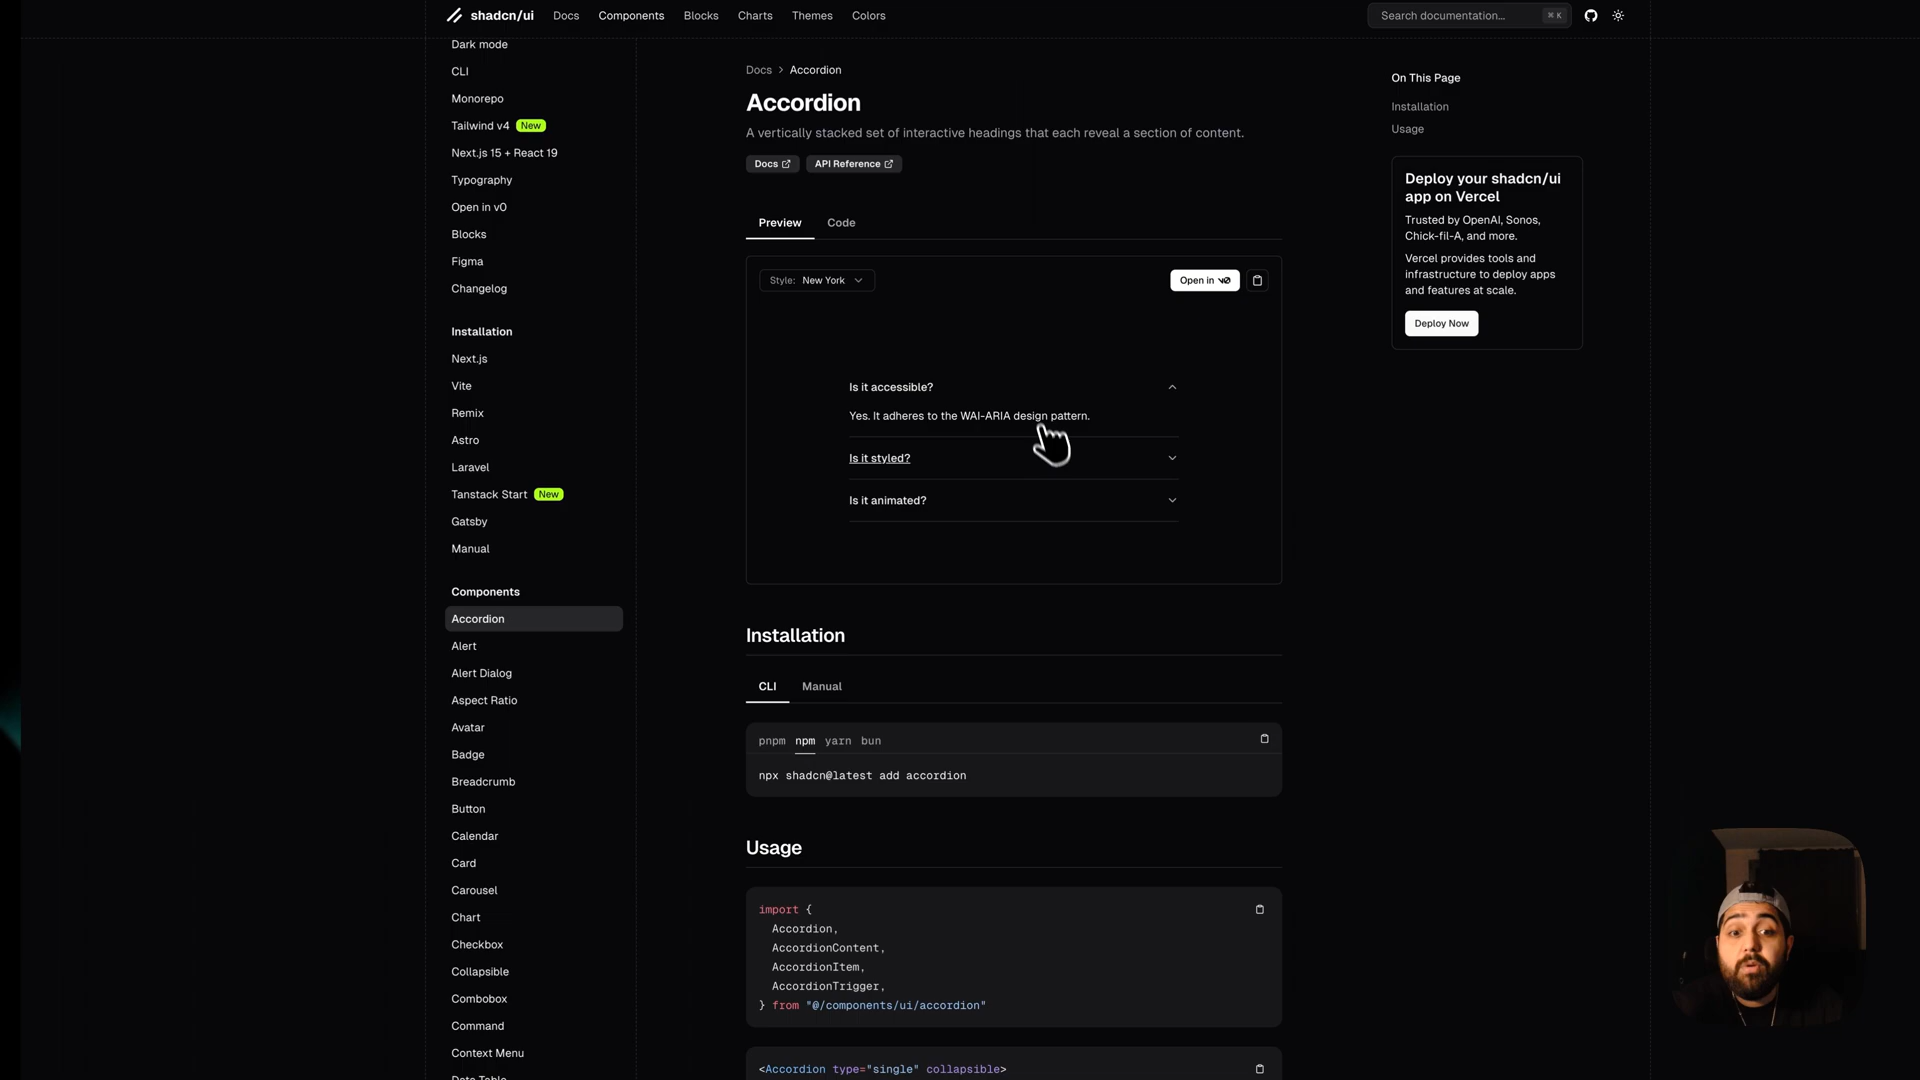 shadcn/ui Docs Components Blocks Charts Themes Colors Search documentation... ⌘ K
Dark mode
CLI
Monorepo
Tailwind v4 New
Next.js 15 + React 19
Typography
Open in v0
Blocks
Figma
Changelog
Installation
Next.js
Vite
Remix
Astro
Laravel
Tanstack Start New
Gatsby
Manual
Components
Accordion
Alert
Alert Dialog
Aspect Ratio
Avatar
Badge
Breadcrumb
Button
Calendar
Card
Carousel
Chart
Checkbox
Collapsible
Combobox
Command
Context Menu
Data Table
Docs > Accordion
Accordion
A vertically stacked set of interactive headings that each reveal a section of content.
Docs API Reference
Preview Code
Style: New York Open in v0
Is it accessible?
Yes. It adheres to the WAI-ARIA design pattern.
Is it styled?
Is it animated?
Installation
CLI Manual
pnpm npm yarn bun
npx shadcn@latest add accordion
Usage
import {
Accordion,
AccordionContent,
AccordionItem,
AccordionTrigger,
} from "@/components/ui/accordion"
<Accordion type="single" collapsible>
On This Page
Installation
Usage
Deploy your shadcn/ui
app on Vercel
Trusted by OpenAI, Sonos,
Chick-fil-A, and more.
Vercel provides tools and
infrastructure to deploy apps
and features at scale.
Deploy Now